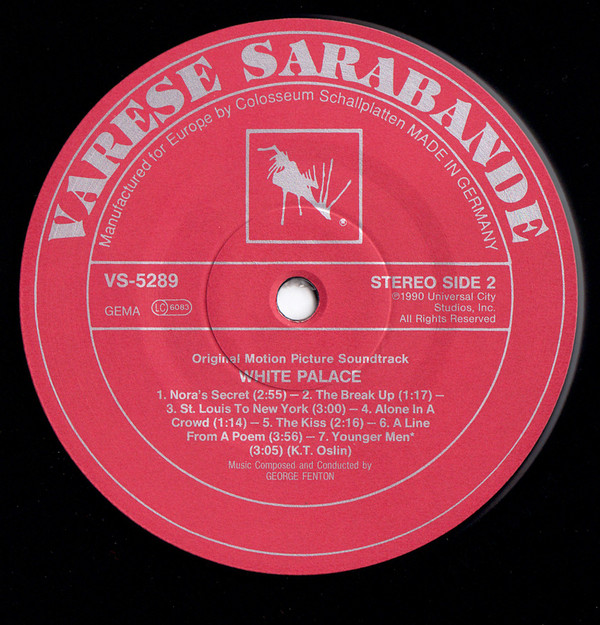 VARESE SARABANDE
Manufactured for Europe by Colosseum Schallplatten MADE IN GERMANY
®
VS-5289
GEMA LC 6083
STEREO SIDE 2
℗1990 Universal City
Studios, Inc.
All Rights Reserved
Original Motion Picture Soundtrack
WHITE PALACE
1. Nora's Secret (2:55) — 2. The Break Up (1:17) —
3. St. Louis To New York (3:00) — 4. Alone In A
Crowd (1:14) — 5. The Kiss (2:16) — 6. A Line
From A Poem (3:56) — 7. Younger Men*
(3:05) (K.T. Oslin)
Music Composed and Conducted by
GEORGE FENTON